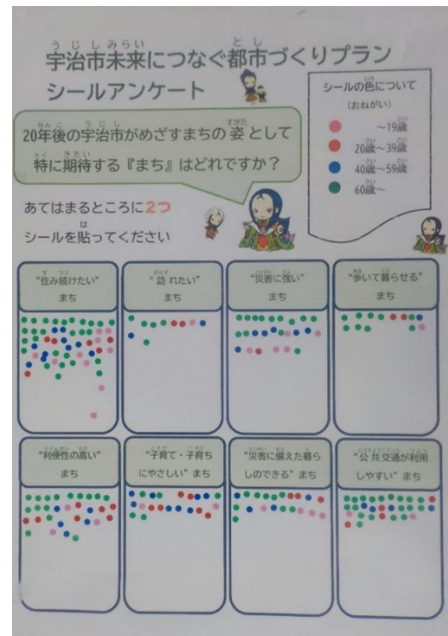 うじしみらい とし
宇治市未来につなぐ都市づくりプラン
シールアンケート
シールの色について
(おねがい)
～19歳
20歳～39歳
40歳～59歳
60歳～
20年後の宇治市がめざすまちの姿として
特に期待する『まち』はどれですか？
あてはまるところに2つ
シールを貼ってください
“住み続けたい”
まち
“訪れたい”
まち
“災害に強い”
まち
“歩いて暮らせる”
まち
“利便性の高い”
まち
“子育て・子育ち
にやさしい”まち
“災害に備えた暮ら
しのできる”まち
“公共交通が利用
しやすい”まち